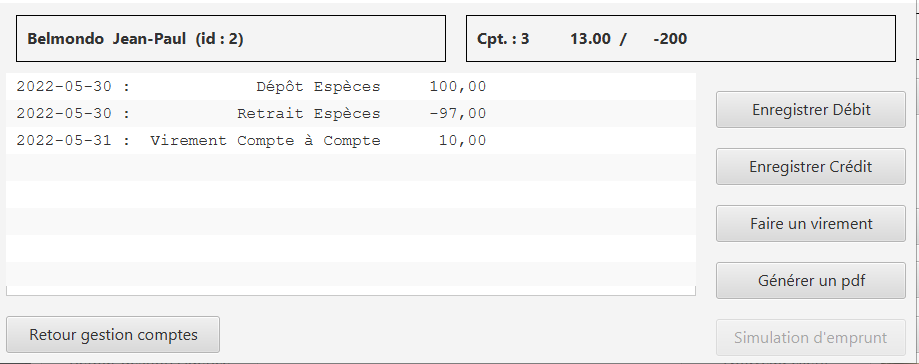 Belmondo Jean-Paul (id : 2)
Cpt. : 3 13.00 / -200
2022-05-30 : Dépôt Espèces 100,00
2022-05-30 : Retrait Espèces -97,00
2022-05-31 : Virement Compte à Compte 10,00
Enregistrer Débit
Enregistrer Crédit
Faire un virement
Générer un pdf
Retour gestion comptes
Simulation d'emprunt